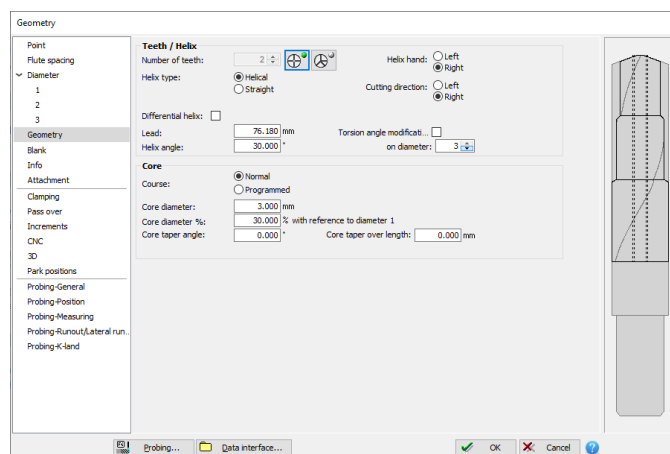 Geometry
Point
Flute spacing
Diameter
1
2
3
Geometry
Blank
Info
Attachment
Clamping
Pass over
Increments
CNC
3D
Park positions
Probing-General
Probing-Position
Probing-Measuring
Probing-Runout/Lateral run..
Probing-K-land
Teeth / Helix
Number of teeth: 2 Helix hand: Left
Right
Helix type: Helical Cutting direction: Left
Straight Right
Differential helix:
Lead: 76.180 mm Torsion angle modificati...
Helix angle: 30.000 ° on diameter: 3
Core
Course: Normal
Programmed
Core diameter: 3.000 mm
Core diameter %: 30.000 % with reference to diameter 1
Core taper angle: 0.000 ° Core taper over length: 0.000 mm
Probing... Data interface... OK Cancel ?